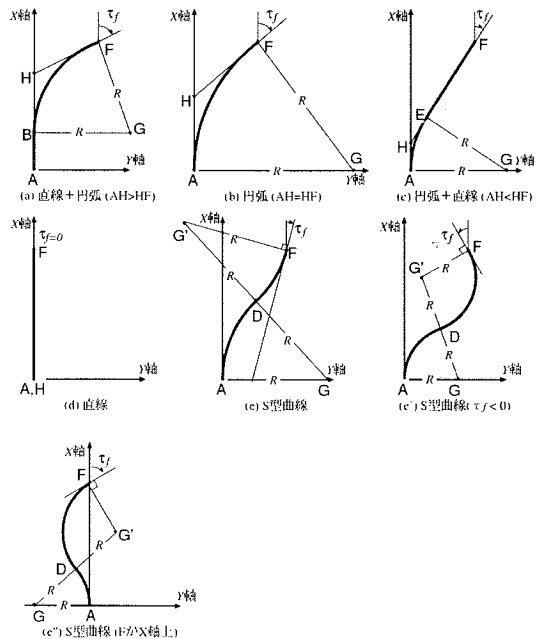 X軸
τf
F
H
R
B
R
G
A
Y軸
(a) 直線+円弧 (AH>HF)
X軸
τf
F
H
R
G
A
R
Y軸
(b) 円弧 (AH=HF)
X軸
τf
F
E
R
H
G
A
R
Y軸
(c) 円弧+直線 (AH<HF)
X軸
τf=0
F
A,H
Y軸
(d) 直線
X軸
τf
G'
R
F
R
D
R
A
R
G
Y軸
(e) S型曲線
X軸
τf
F
R
G'
R
D
R
A
R
G
Y軸
(e') S型曲線 (τf<0)
X軸
τf
F
G'
R
D
R
Y軸
G
R
A
(e'') S型曲線 (FがX軸上)